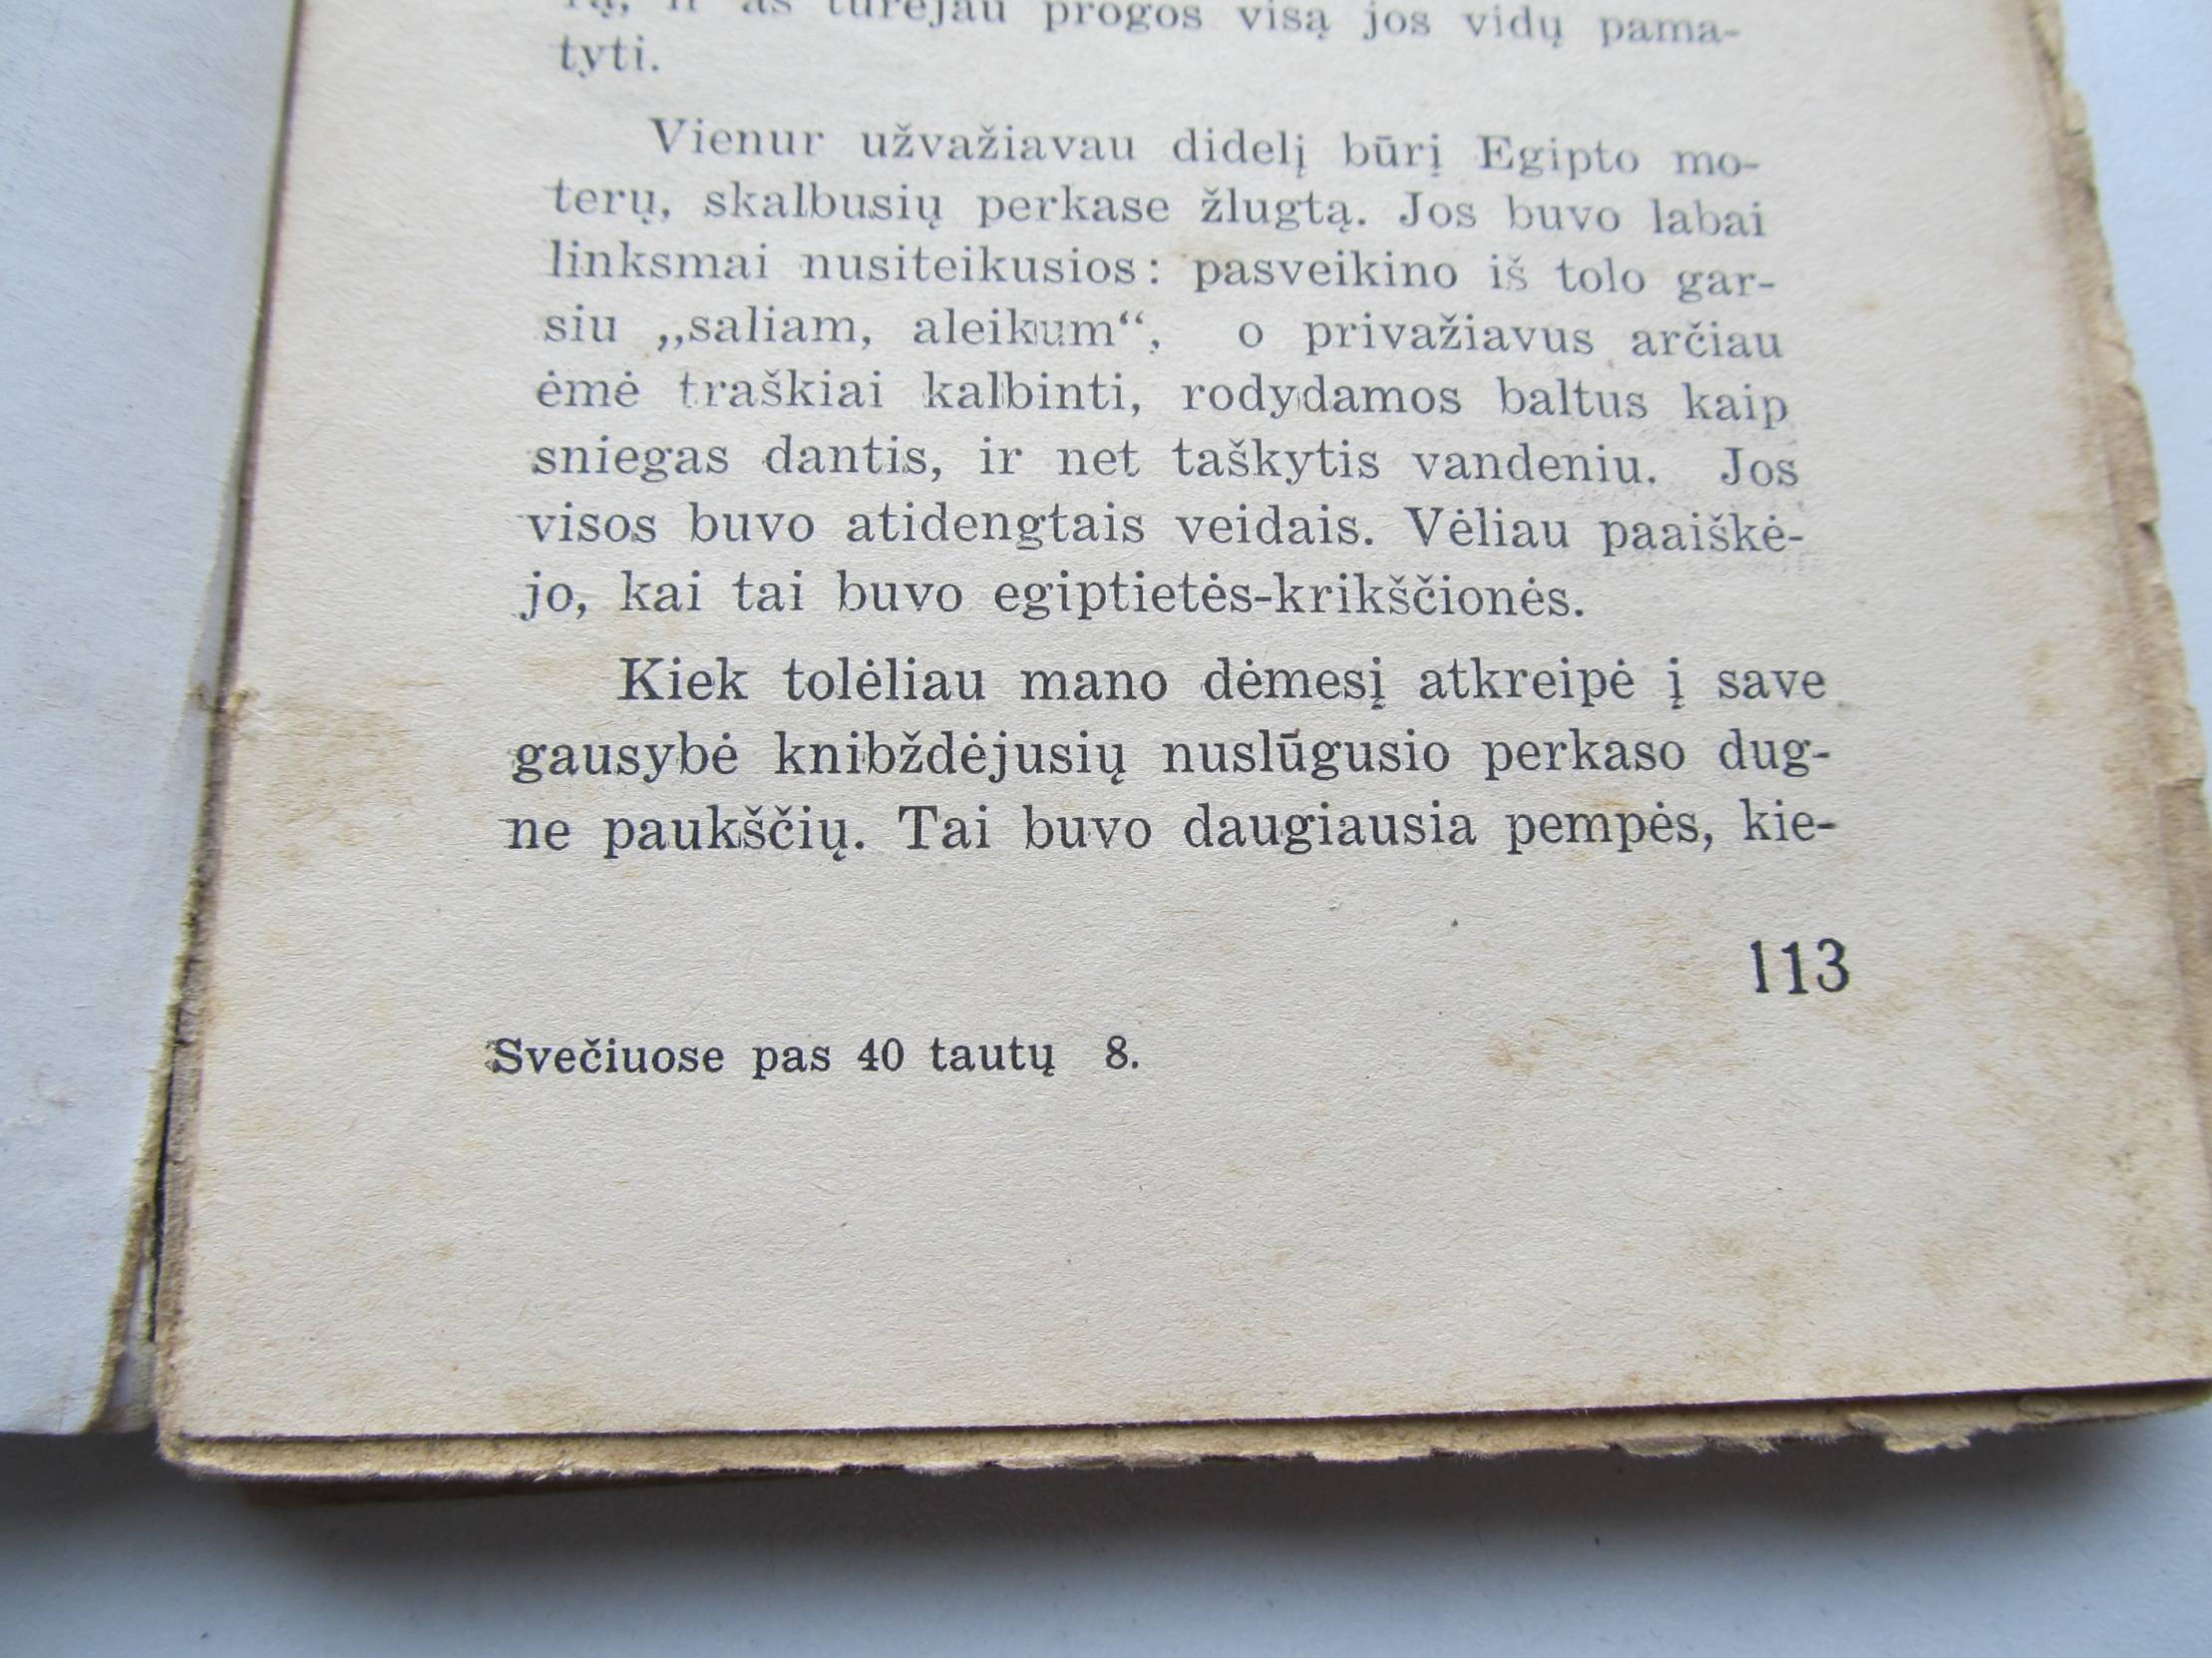 ir aš turėjau progos visą jos vidų pama-
tyti.
Vienur užvažiavau didelį būrį Egipto mo-
terų, skalbusių perkase žlugtą. Jos buvo labai
linksmai nusiteikusios: pasveikino iš tolo gar-
siu „saliam, aleikum“, o privažiavus arčiau
ėmė traškiai kalbinti, rodydamos baltus kaip
sniegas dantis, ir net taškytis vandeniu. Jos
visos buvo atidengtais veidais. Vėliau paaiškė-
jo, kai tai buvo egiptietės-krikščionės.
Kiek tolėliau mano dėmesį atkreipė į save
gausybė knibždėjusių nuslūgusio perkaso dug-
ne paukščių. Tai buvo daugiausia pempės, kie-
113
Svečiuose pas 40 tautų 8.